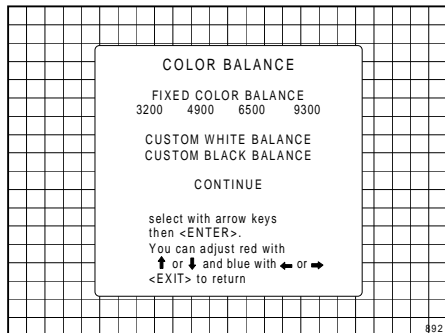 COLOR BALANCE
FIXED COLOR BALANCE
3200 4900 6500 9300
CUSTOM WHITE BALANCE
CUSTOM BLACK BALANCE
CONTINUE
select with arrow keys
then <ENTER>.
You can adjust red with
↑ or ↓ and blue with ← or →
<EXIT> to return
892